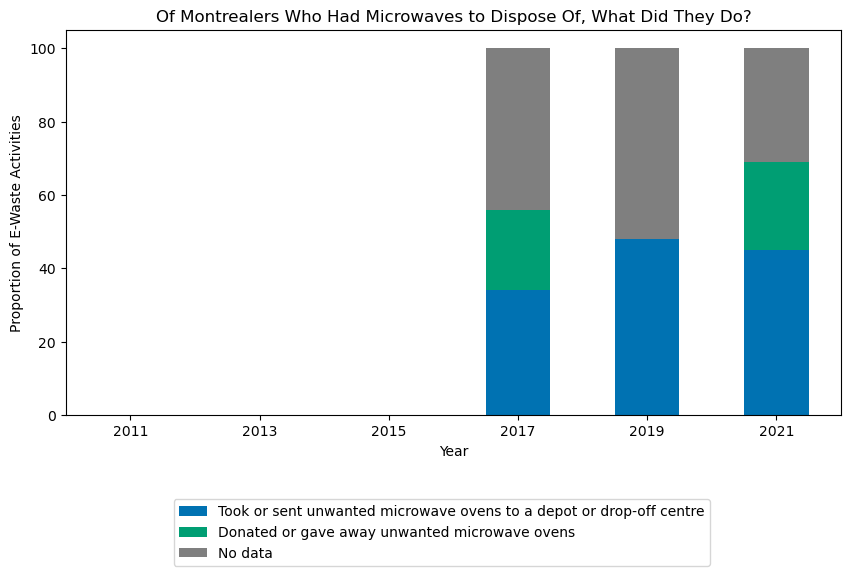 Of Montrealers Who Had Microwaves to Dispose Of, What Did They Do?
Proportion of E-Waste Activities
100
80
60
40
20
0
2011 2013 2015 2017 2019 2021
Year
Took or sent unwanted microwave ovens to a depot or drop-off centre
Donated or gave away unwanted microwave ovens
No data